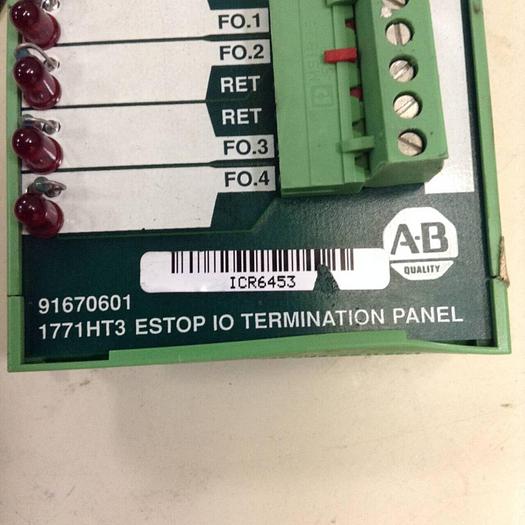 FO.1
FO.2
RET
RET
FO.3
FO.4
A-B
QUALITY
ICR6453
91670601
1771HT3 ESTOP IO TERMINATION PANEL